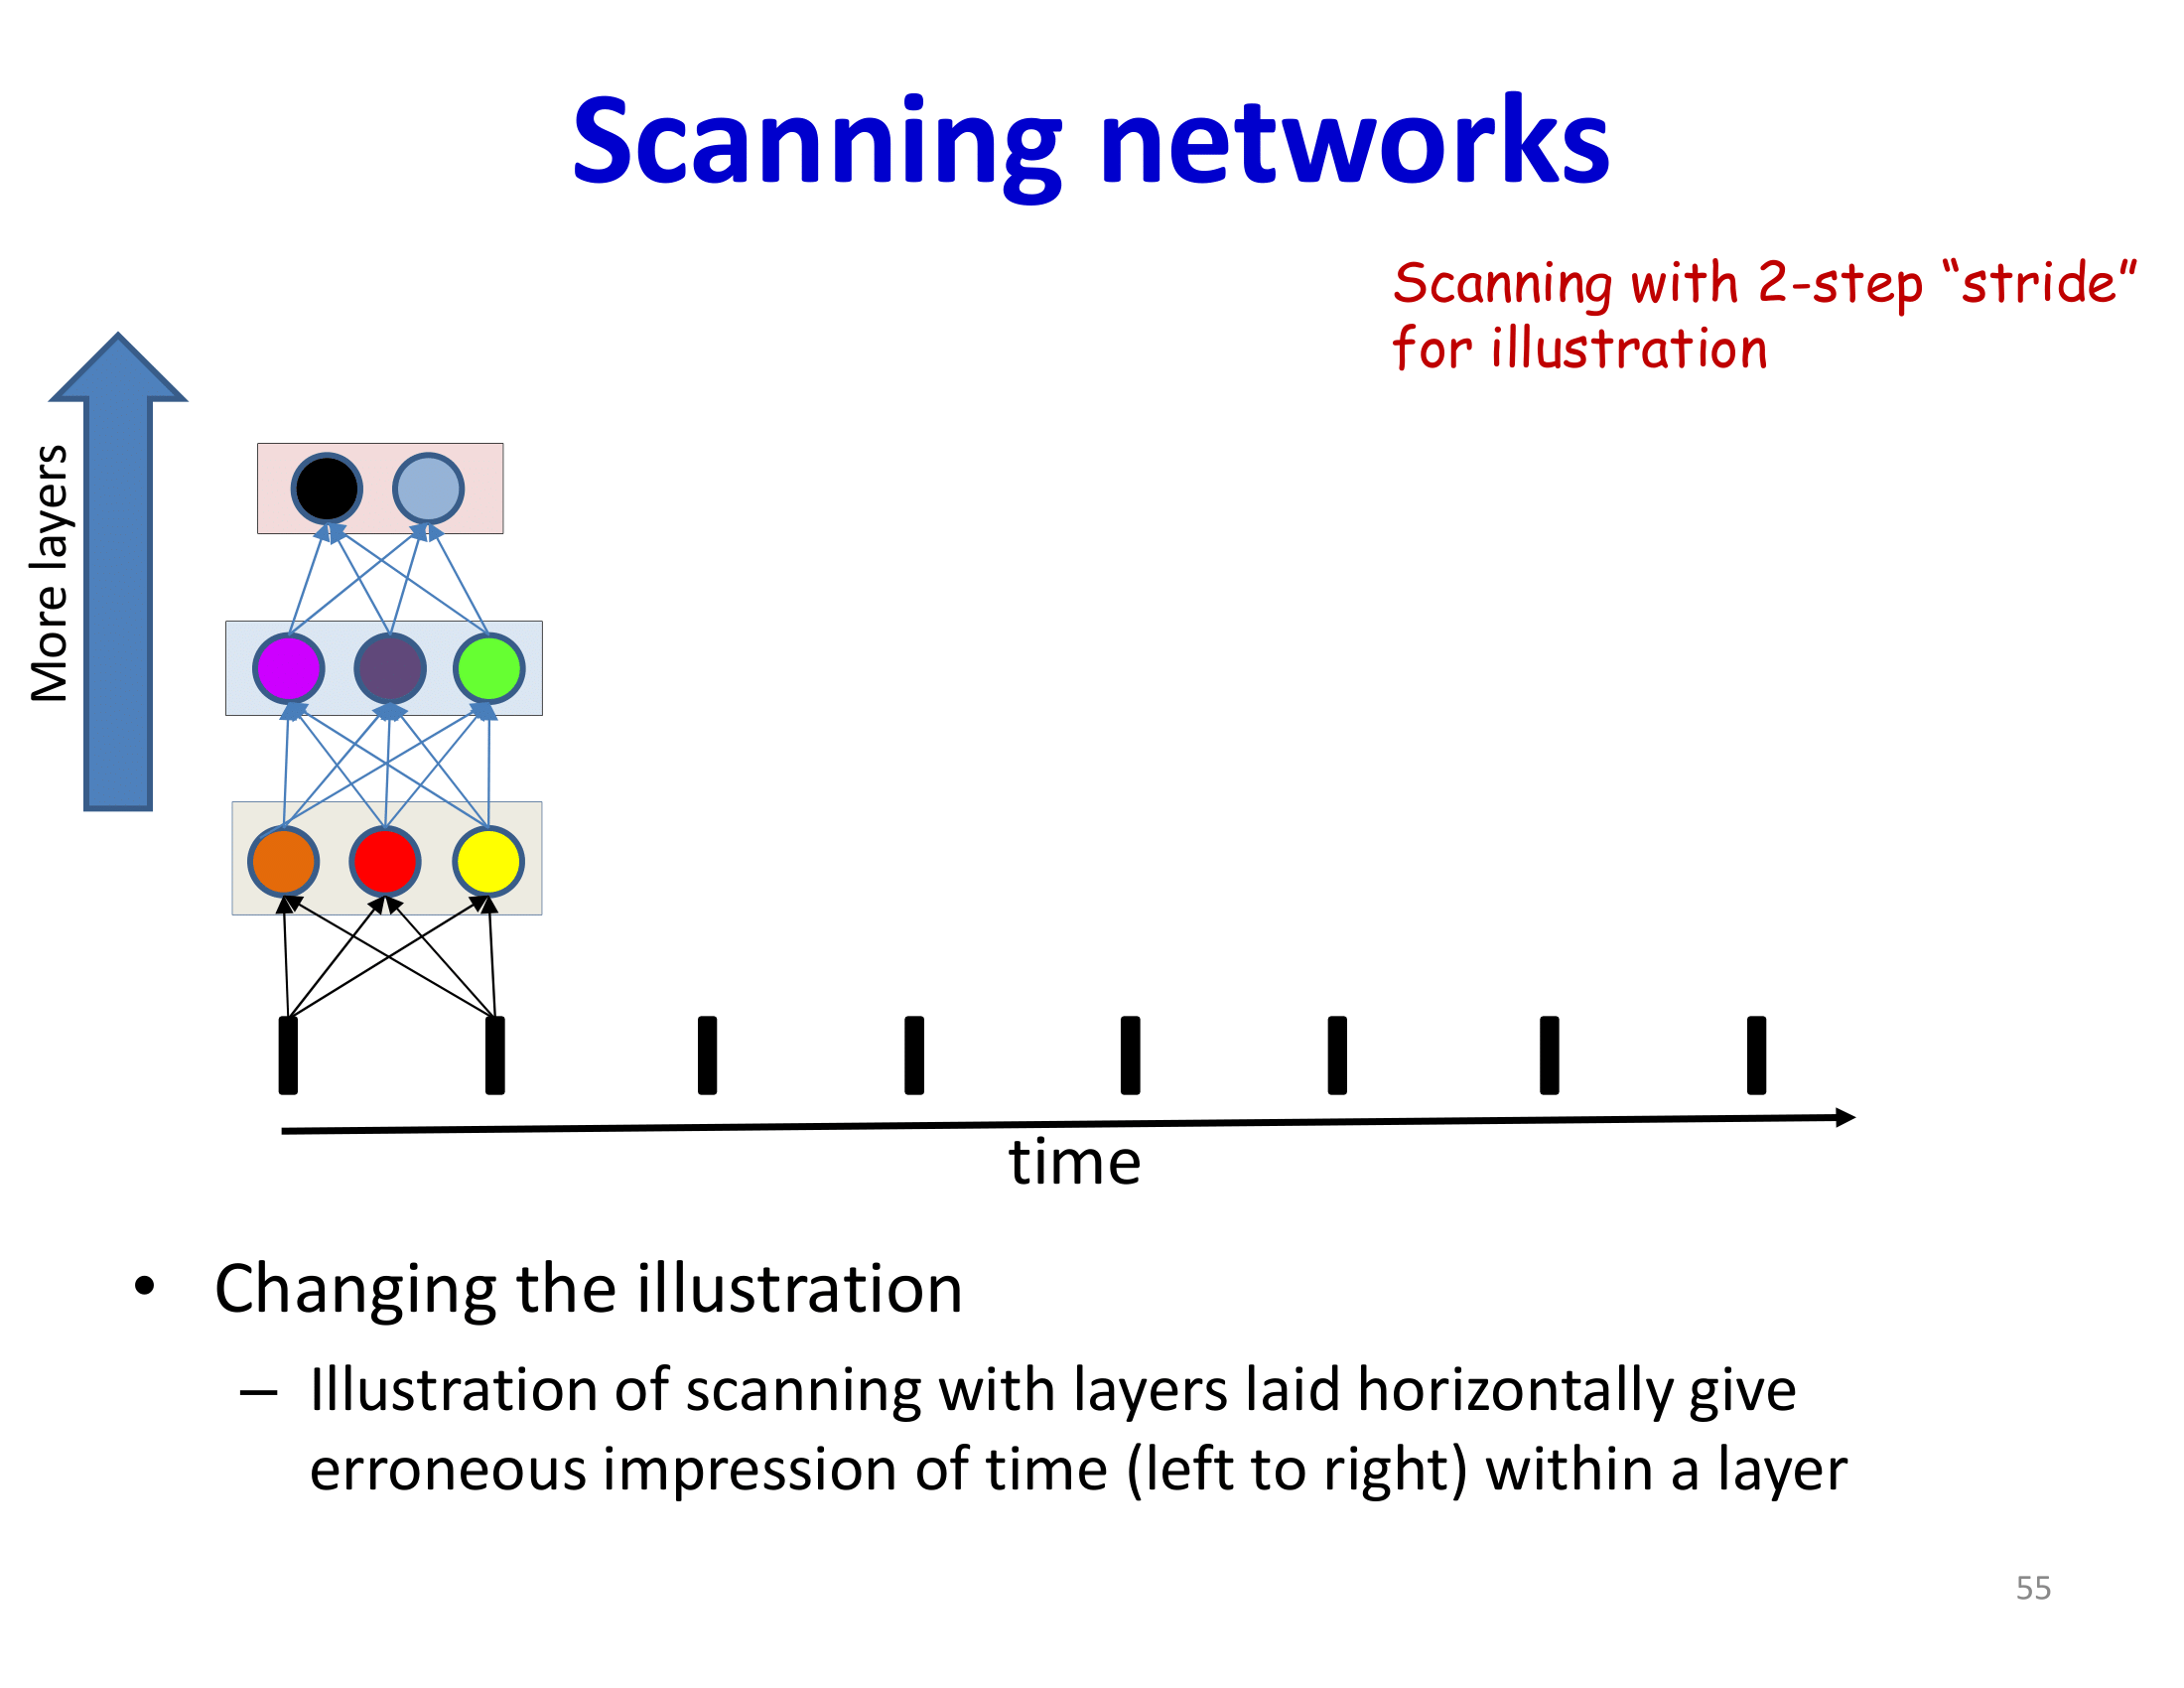 Scanning networks
Scanning with 2-step “stride“
for illustration
More layers
time
• Changing the illustration
– Illustration of scanning with layers laid horizontally give
erroneous impression of time (left to right) within a layer
55